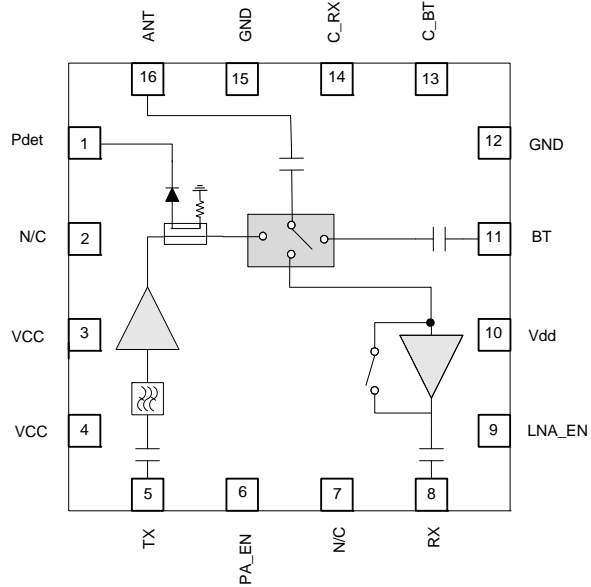 ANT
GND
C_RX
C_BT
16
15
14
13
Pdet
1
12
GND
N/C
2
11
BT
VCC
3
10
Vdd
VCC
4
9
LNA_EN
5
6
7
8
TX
PA_EN
N/C
RX